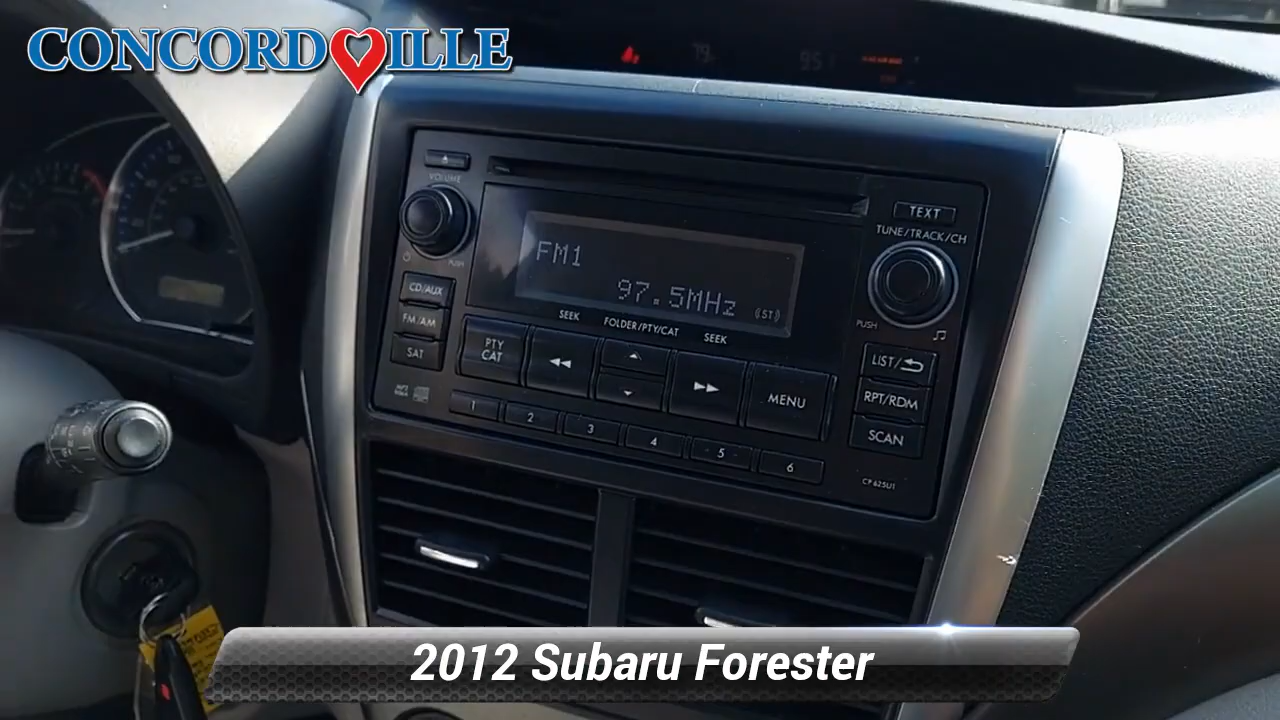 CONCORDVILLE
79
95
VOLUME
TEXT
TUNE/TRACK/CH
PUSH
FM1
97.5MHz (ST)
CD/AUX
FM/AM
SAT
SEEK
FOLDER/PTY/CAT
SEEK
PUSH
PTY
CAT
MENU
LIST/
RPT/RDM
SCAN
1 2 3 4 5 6
CP625U1
2012 Subaru Forester